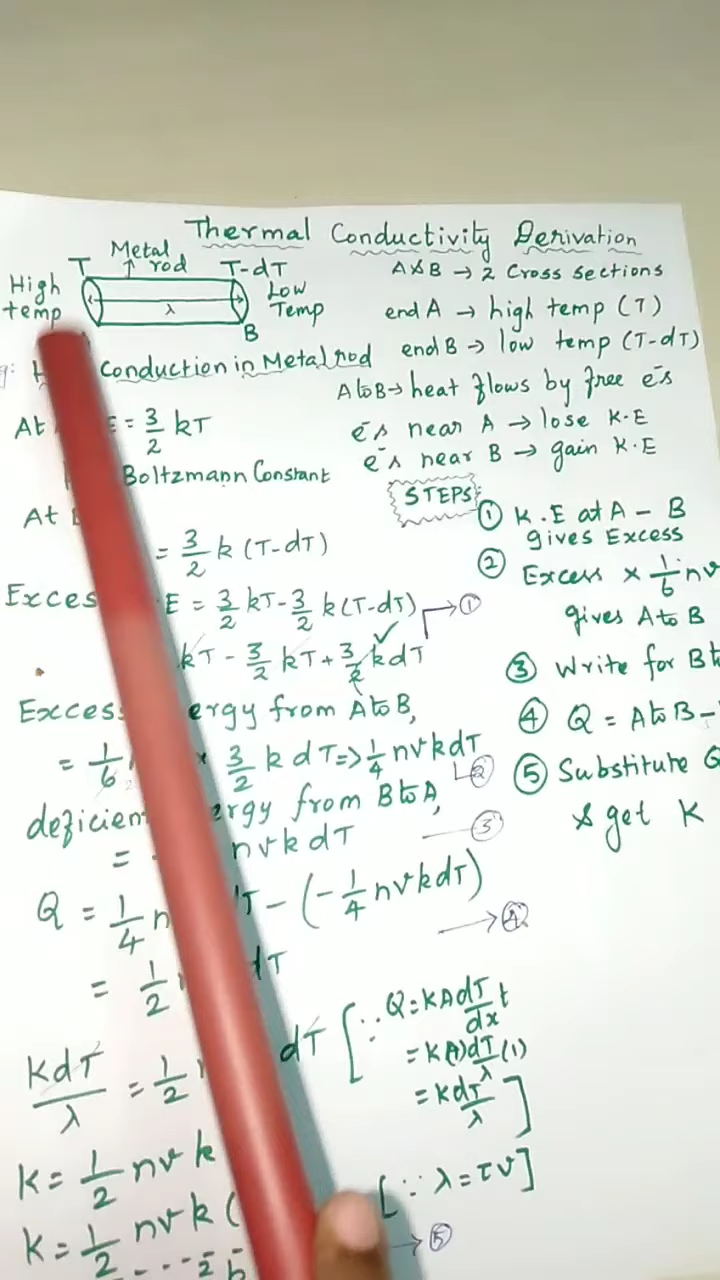 Thermal Conductivity Derivation
Metal rod
T
T-dT
High temp
Low Temp
λ
B
Conduction in Metal rod
At
= 3/2 kT
Boltzmann Constant
At
= 3/2 k (T-dT)
Exces E = 3/2 kT - 3/2 k (T-dT)
kT - 3/2 kT + 3/2 kdT ✓ → ①
Excess ergy from A to B,
= 1/6 × 3/2 k dT => 1/4 nvkdT ②
deficien ergy from B to A,
= nvkdT — ③
Q = 1/4 n T - (-1/4 nvkdT) → ④
= 1/2 dT
KdT/λ = 1/2 dT [∵ Q = KA dT/dx t
= K(A) dT/λ (1)
= K dT/λ ]
K = 1/2 nvk
K = 1/2 nvk ( [∵ λ = τv]
→ ⑤
A & B → 2 Cross sections
end A → high temp (T)
end B → low temp (T-dT)
A to B → heat flows by free e⁻s
e⁻s near A → lose K.E
e⁻s near B → gain K.E
STEPS:
① K.E at A - B gives Excess
② Excess × 1/6 nv gives A to B
③ Write for B to
④ Q = A to B -
⑤ Substitute Q
& get K